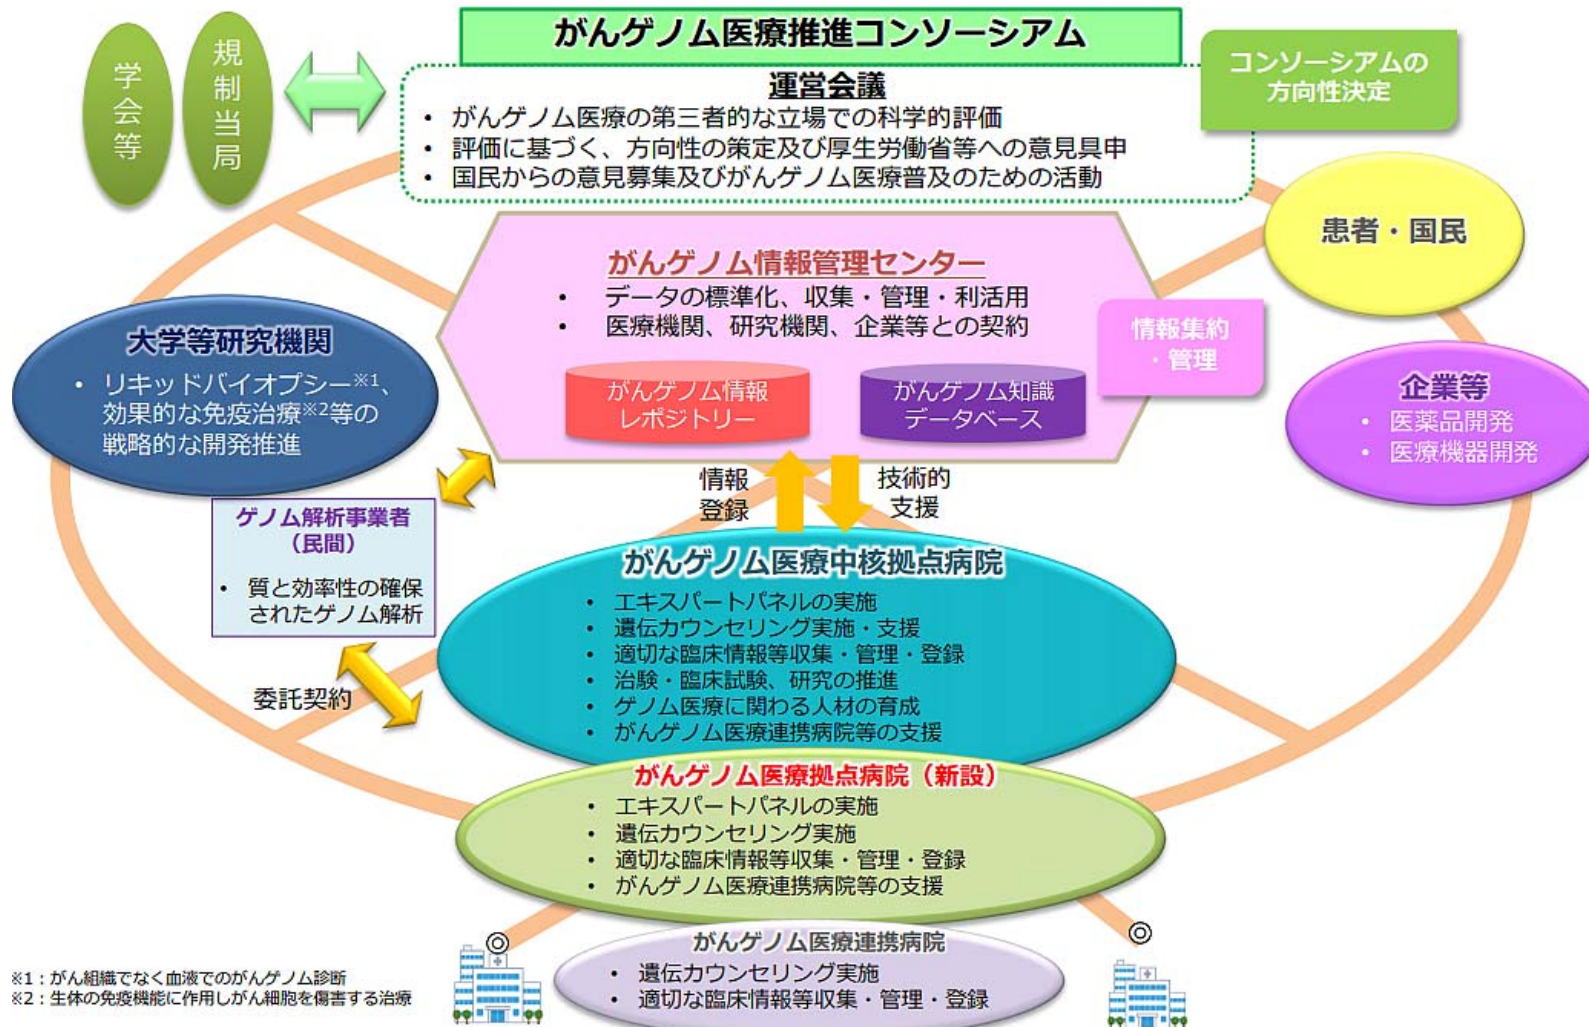 がんゲノム医療推進コンソーシアム
学会等
規制当局
運営会議
• がんゲノム医療の第三者的な立場での科学的評価
• 評価に基づく、方向性の策定及び厚生労働省等への意見具申
• 国民からの意見募集及びがんゲノム医療普及のための活動
コンソーシアムの
方向性決定
患者・国民
がんゲノム情報管理センター
• データの標準化、収集・管理・利活用
• 医療機関、研究機関、企業等との契約
がんゲノム情報
レポジトリー
がんゲノム知識
データベース
情報集約
・管理
大学等研究機関
• リキッドバイオプシー※1、
効果的な免疫治療※2等の
戦略的な開発推進
企業等
• 医薬品開発
• 医療機器開発
情報
登録
技術的
支援
ゲノム解析事業者
（民間）
• 質と効率性の確保
されたゲノム解析
委託契約
がんゲノム医療中核拠点病院
• エキスパートパネルの実施
• 遺伝カウンセリング実施・支援
• 適切な臨床情報等収集・管理・登録
• 治験・臨床試験、研究の推進
• ゲノム医療に関わる人材の育成
• がんゲノム医療連携病院等の支援
がんゲノム医療拠点病院（新設）
• エキスパートパネルの実施
• 遺伝カウンセリング実施
• 適切な臨床情報等収集・管理・登録
• がんゲノム医療連携病院等の支援
がんゲノム医療連携病院
• 遺伝カウンセリング実施
• 適切な臨床情報等収集・管理・登録
※1：がん組織でなく血液でのがんゲノム診断
※2：生体の免疫機能に作用しがん細胞を傷害する治療